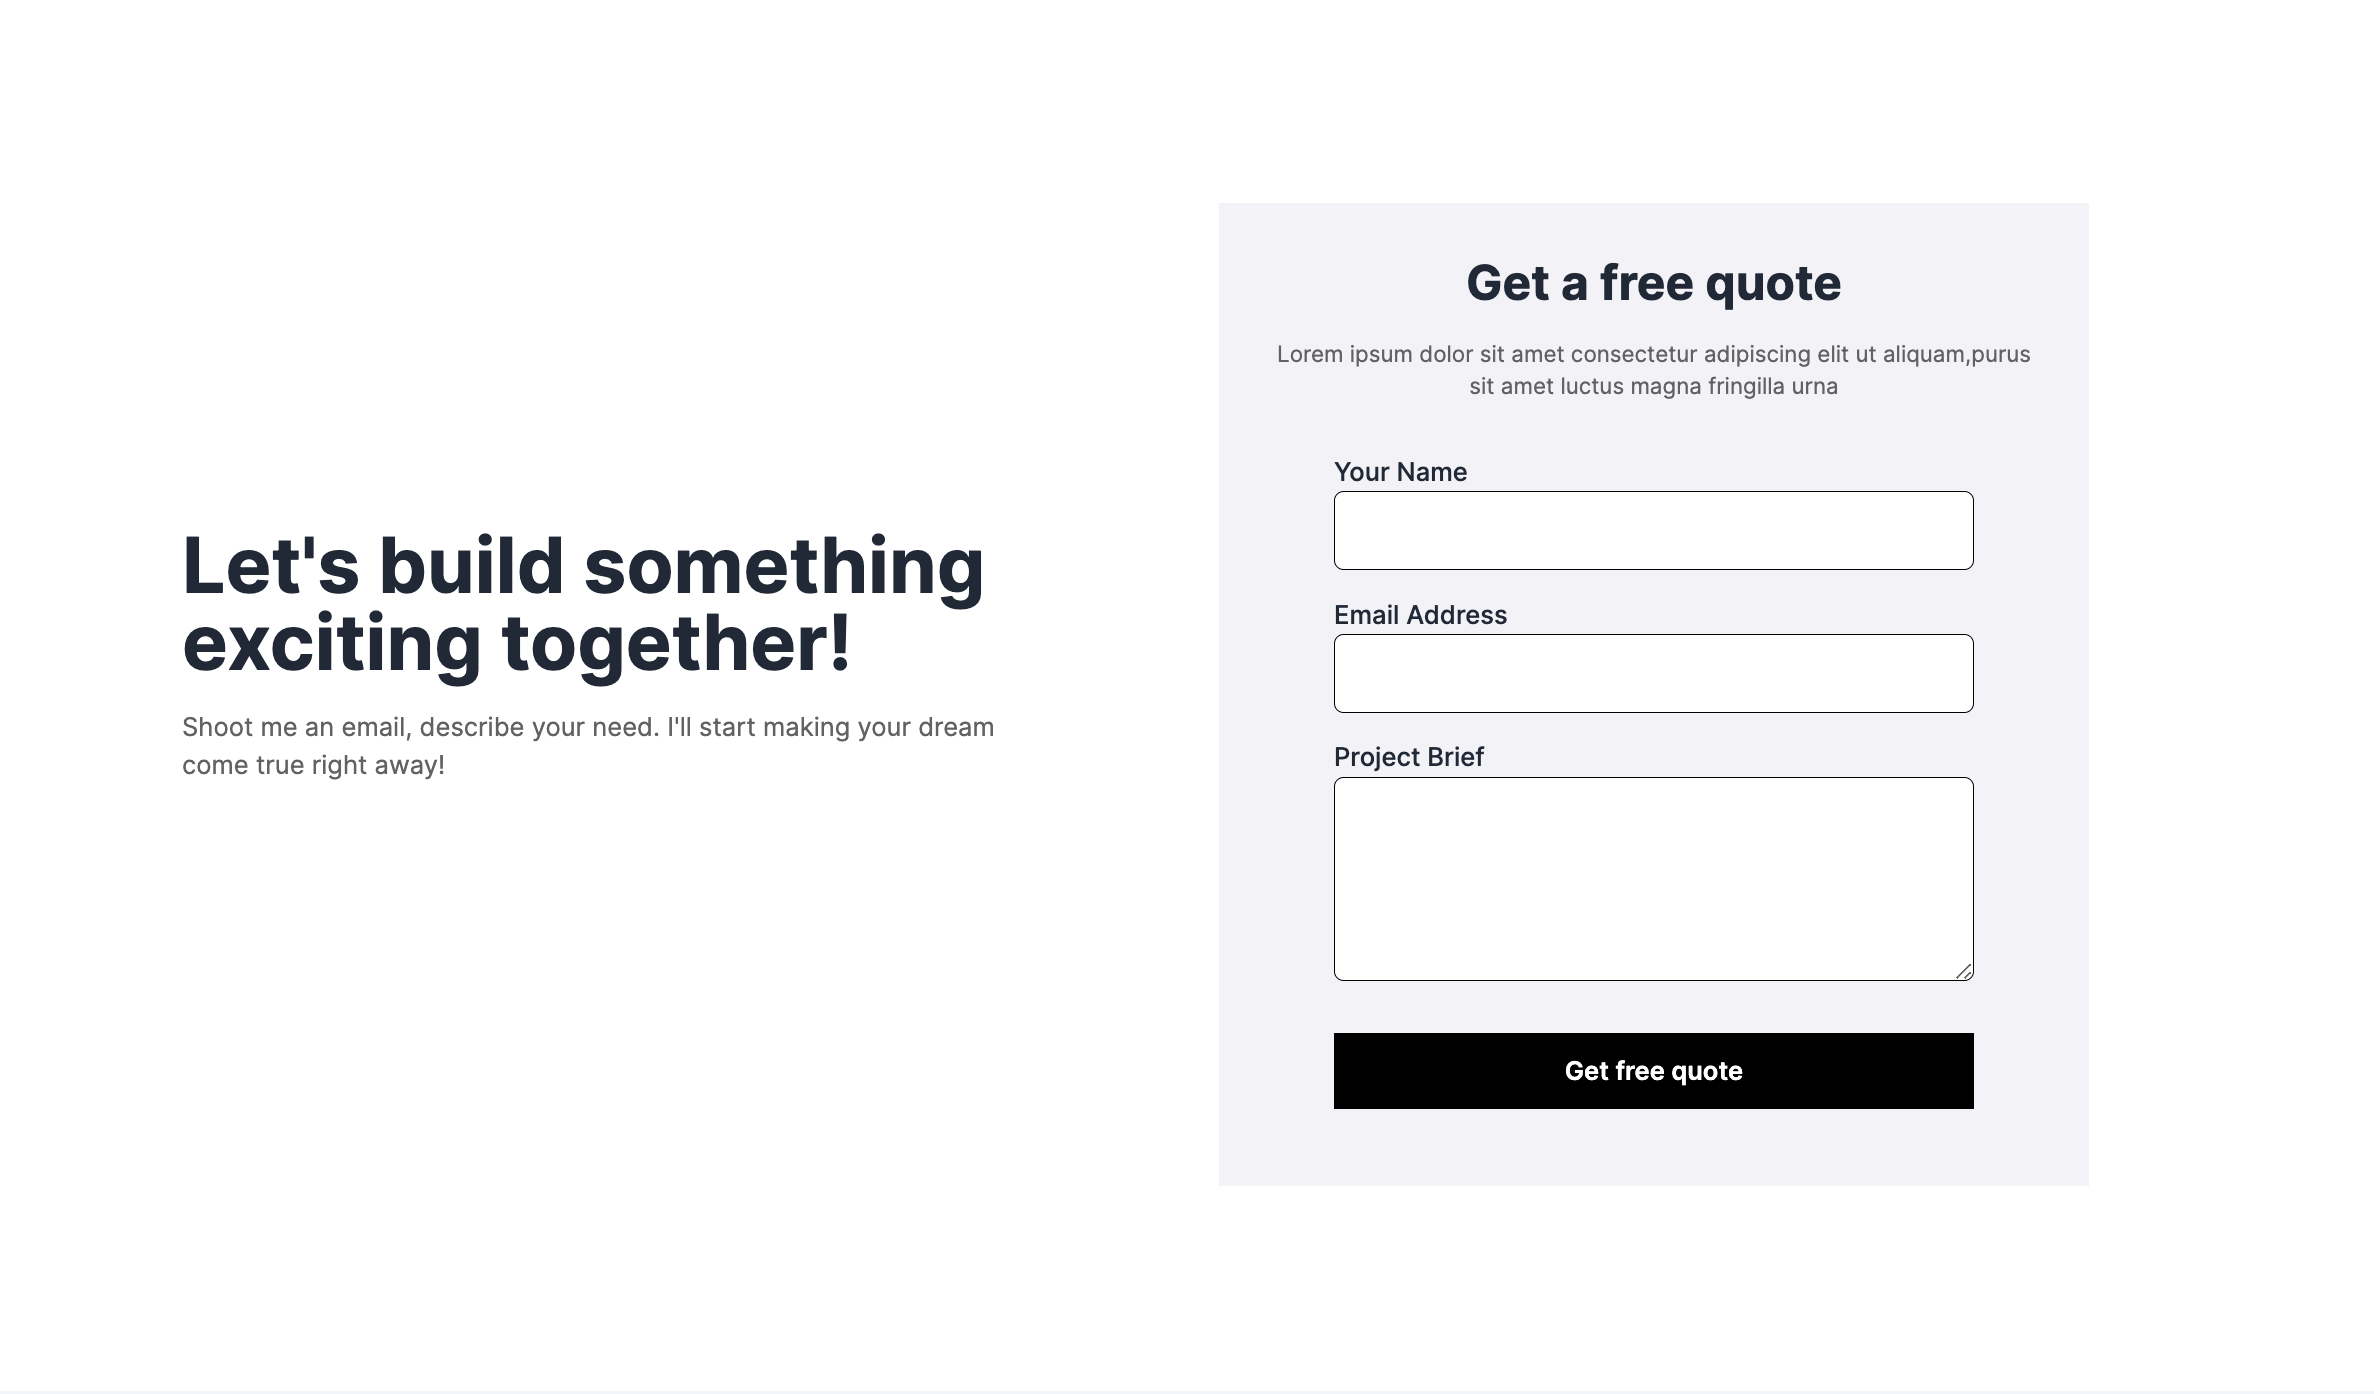 Let's build something
exciting together!
Shoot me an email, describe your need. I'll start making your dream
come true right away!
Get a free quote
Lorem ipsum dolor sit amet consectetur adipiscing elit ut aliquam,purus
sit amet luctus magna fringilla urna
Your Name
Email Address
Project Brief
Get free quote